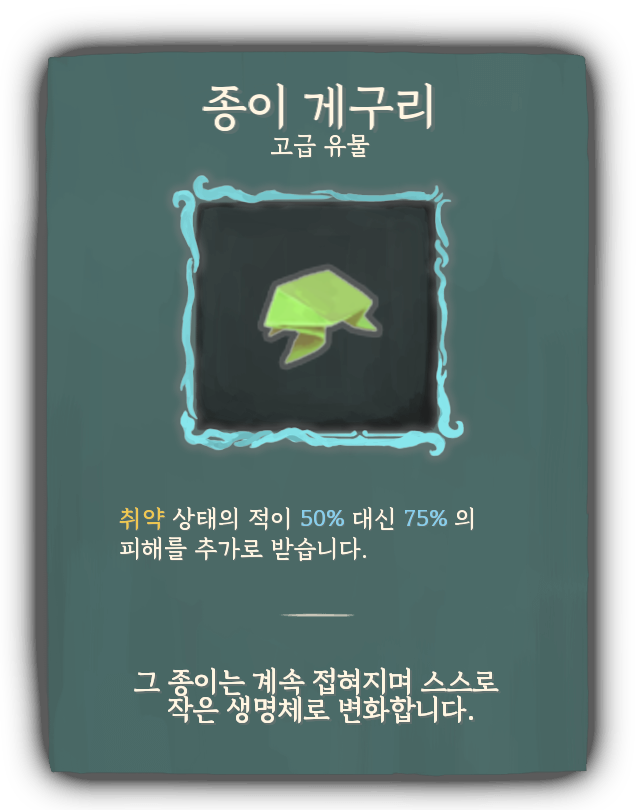 종이 게구리
고급 유물
취약 상태의 적이 50% 대신 75% 의
피해를 추가로 받습니다.
그 종이는 계속 접혀지며 스스로
작은 생명체로 변화합니다.